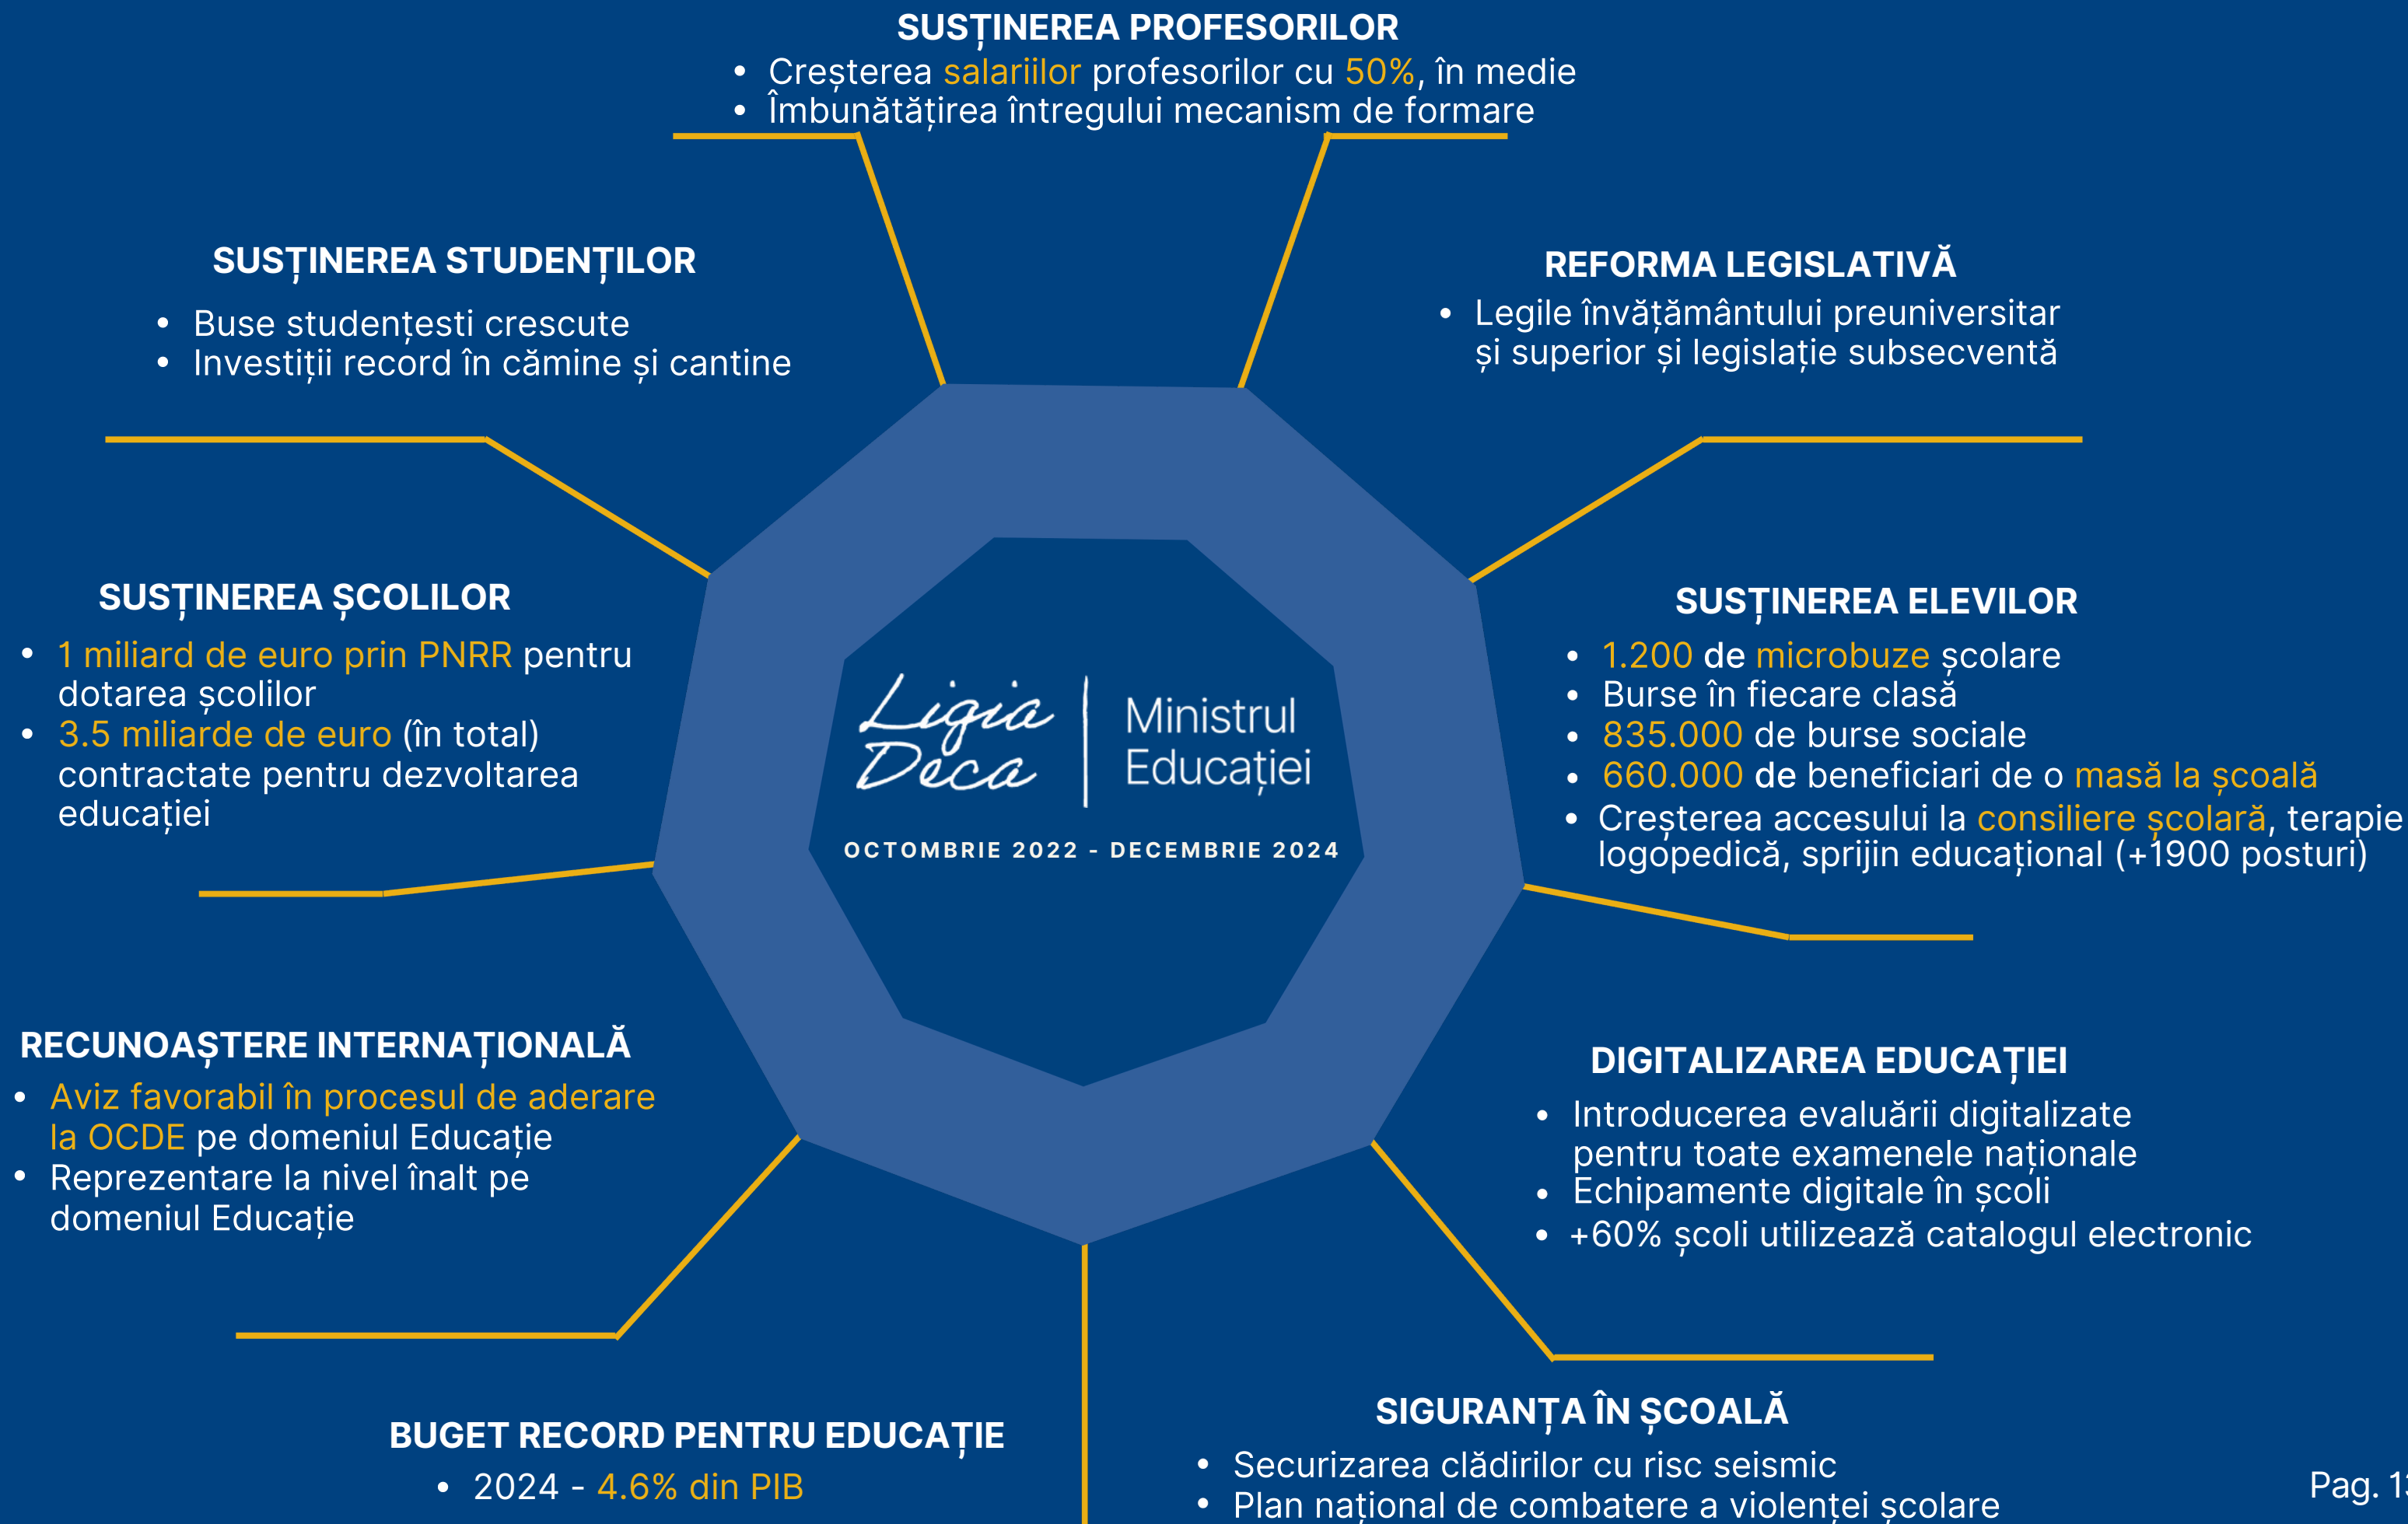 SUSȚINEREA PROFESORILOR
• Creșterea salariilor profesorilor cu 50%, în medie
• Îmbunătățirea întregului mecanism de formare
SUSȚINEREA STUDENȚILOR
• Buse studențesti crescute
• Investiții record în cămine și cantine
REFORMA LEGISLATIVĂ
• Legile învățământului preuniversitar
și superior și legislație subsecventă
SUSȚINEREA ȘCOLILOR
• 1 miliard de euro prin PNRR pentru
dotarea școlilor
• 3.5 miliarde de euro (în total)
contractate pentru dezvoltarea
educației
SUSȚINEREA ELEVILOR
• 1.200 de microbuze școlare
• Burse în fiecare clasă
• 835.000 de burse sociale
• 660.000 de beneficiari de o masă la școală
• Creșterea accesului la consiliere școlară, terapie
logopedică, sprijin educațional (+1900 posturi)
Ligia
Deca
Ministrul
Educației
OCTOMBRIE 2022 - DECEMBRIE 2024
RECUNOAȘTERE INTERNAȚIONALĂ
• Aviz favorabil în procesul de aderare
la OCDE pe domeniul Educație
• Reprezentare la nivel înalt pe
domeniul Educație
DIGITALIZAREA EDUCAȚIEI
• Introducerea evaluării digitalizate
pentru toate examenele naționale
• Echipamente digitale în școli
• +60% școli utilizează catalogul electronic
BUGET RECORD PENTRU EDUCAȚIE
• 2024 - 4.6% din PIB
SIGURANȚA ÎN ȘCOALĂ
• Securizarea clădirilor cu risc seismic
• Plan național de combatere a violenței școlare
Pag.